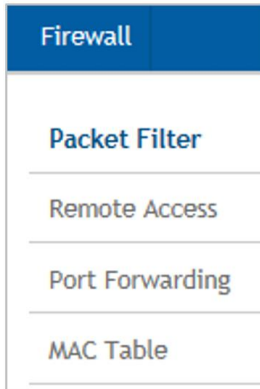 Firewall
Packet Filter
Remote Access
Port Forwarding
MAC Table